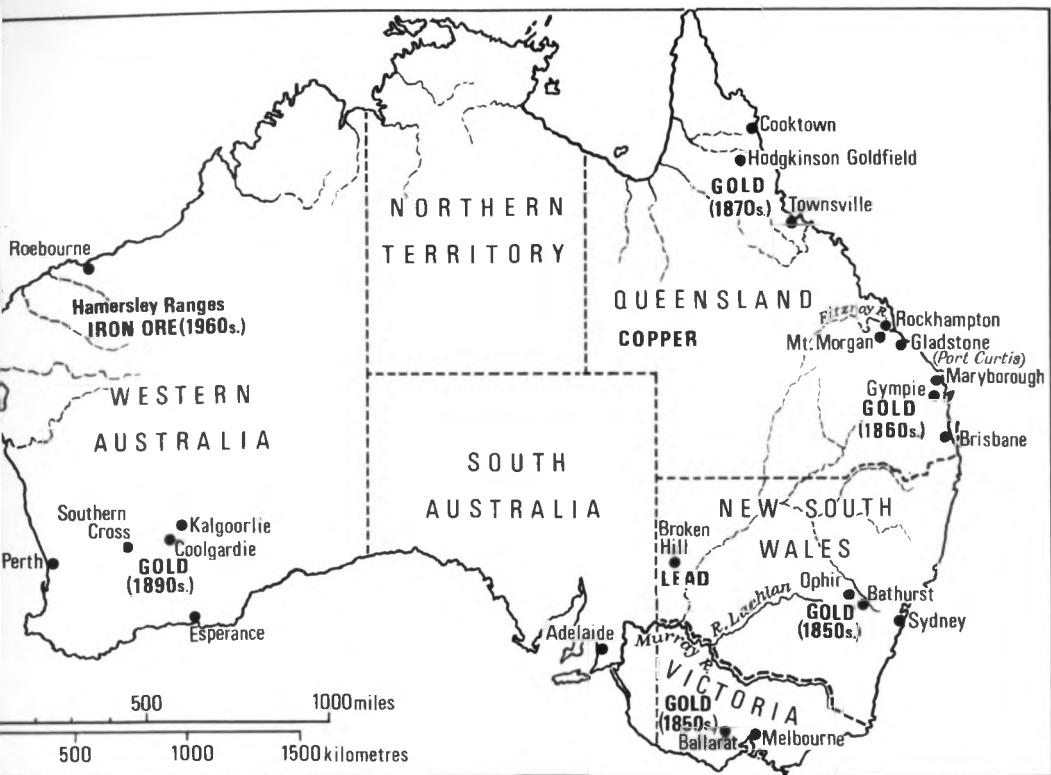 Cooktown
Hodgkinson Goldfield
GOLD
(1870s.)
Townsville
NORTHERN
TERRITORY
Roebourne
Hamersley Ranges
IRON ORE (1960s.)
QUEENSLAND
COPPER
Fitzroy R.
Rockhampton
Mt. Morgan
Gladstone
(Port Curtis)
Maryborough
Gympie
GOLD
(1860s.)
Brisbane
WESTERN
AUSTRALIA
SOUTH
AUSTRALIA
Southern
Cross
Kalgoorlie
Coolgardie
GOLD
(1890s.)
Perth
Esperance
NEW SOUTH
WALES
Broken
Hill
LEAD
Ophir
Bathurst
R. Lachlan
GOLD
(1850s.)
Sydney
Adelaide
Murray R.
VICTORIA
GOLD
(1850s)
Ballarat
Melbourne
500 1000 miles
500 1000 1500 kilometres